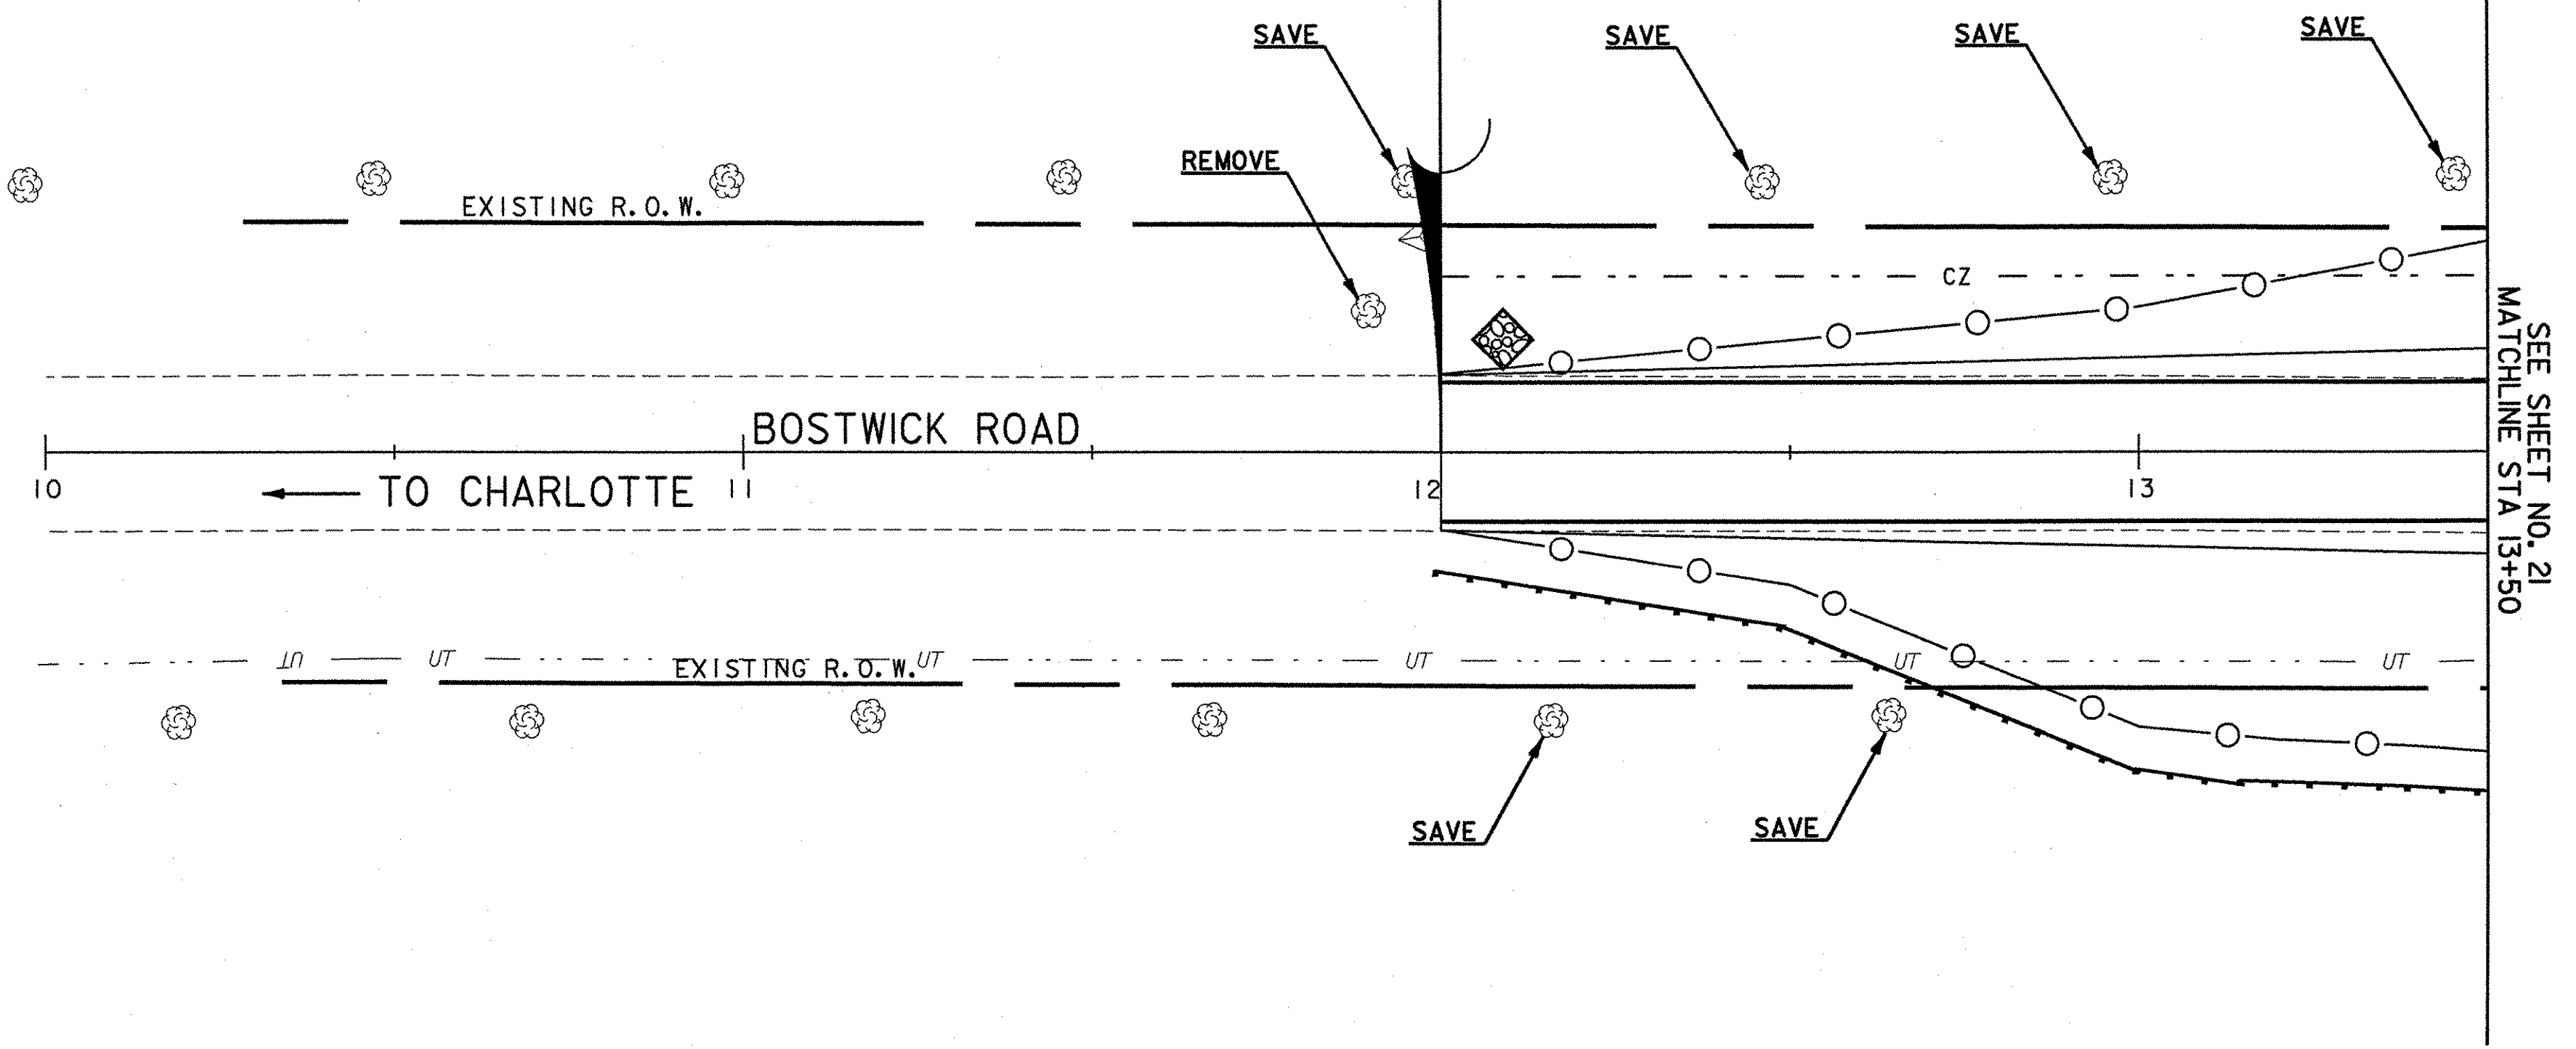 SAVE
SAVE
SAVE
SAVE
REMOVE
EXISTING R.O.W.
CZ
BOSTWICK ROAD
10
TO CHARLOTTE
11
12
13
SEE SHEET NO. 21
MATCHLINE STA 13+50
UT
UT
UT
UT
UT
UT
EXISTING R.O.W.
SAVE
SAVE